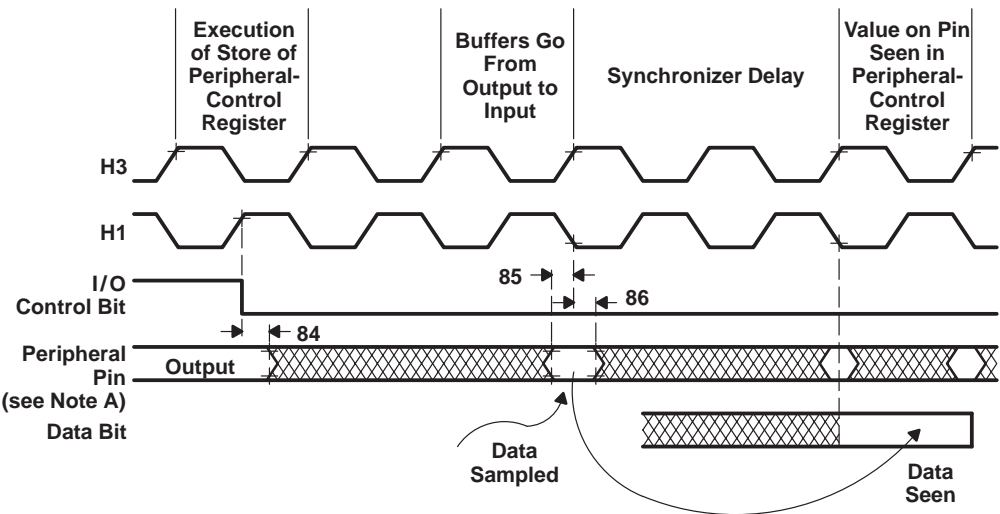 Execution
of Store of
Peripheral-
Control
Register
Buffers Go
From
Output to
Input
Synchronizer Delay
Value on Pin
Seen in
Peripheral-
Control
Register
H3
H1
I/O
Control Bit
85
86
84
Peripheral
Pin
(see Note A)
Output
Data Bit
Data
Sampled
Data
Seen